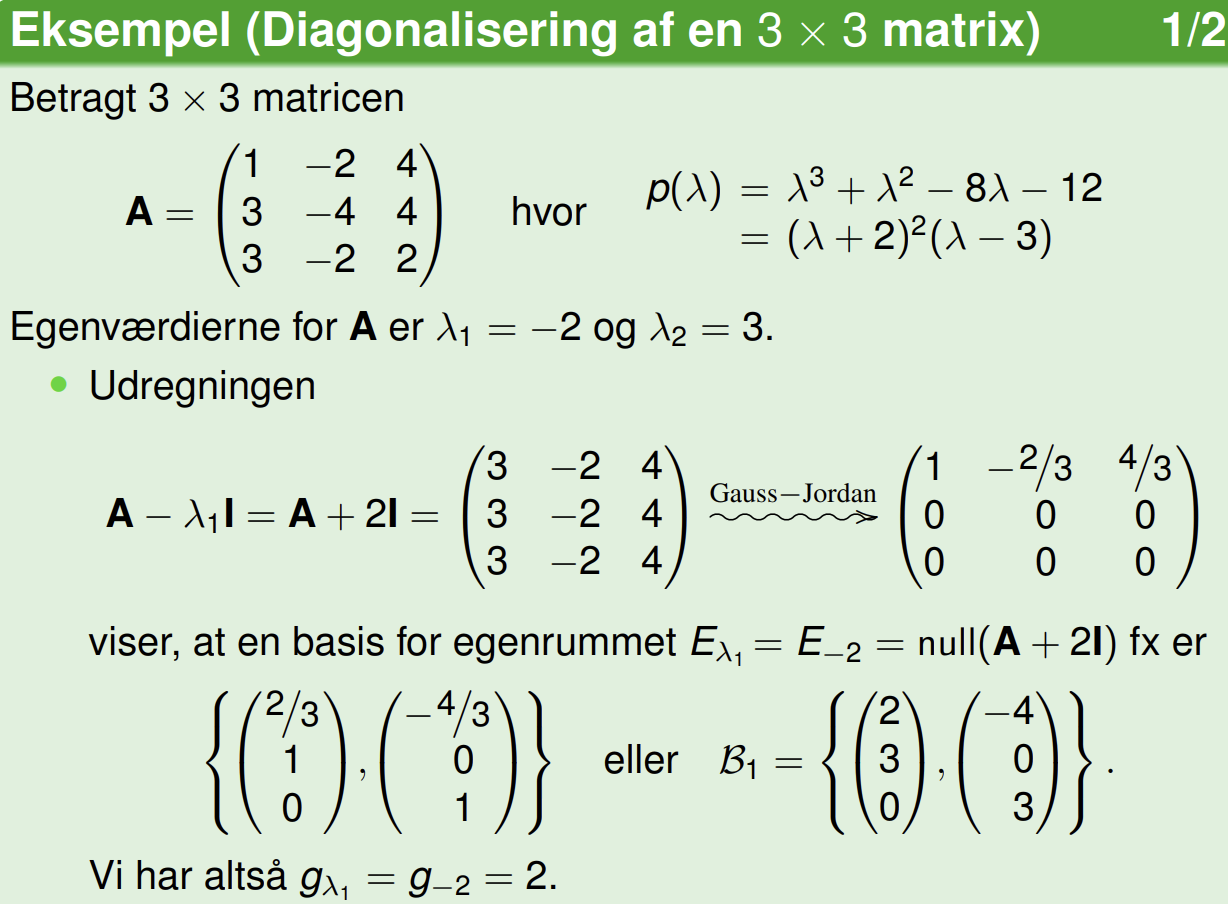 Eksempel (Diagonalisering af en 3 × 3 matrix) 1/2
Betragt 3 × 3 matricen
A = ( 1 −2 4 ; 3 −4 4 ; 3 −2 2 ) hvor p(λ) = λ³ + λ² − 8λ − 12
= (λ + 2)²(λ − 3)
Egenværdierne for A er λ₁ = −2 og λ₂ = 3.
• Udregningen
A − λ₁I = A + 2I = ( 3 −2 4 ; 3 −2 4 ; 3 −2 4 ) Gauss−Jordan ⇝ ( 1 −2/3 4/3 ; 0 0 0 ; 0 0 0 )
viser, at en basis for egenrummet E_λ₁ = E₋₂ = null(A + 2I) fx er
{ ( 2/3 ; 1 ; 0 ) , ( −4/3 ; 0 ; 1 ) } eller ℬ₁ = { ( 2 ; 3 ; 0 ) , ( −4 ; 0 ; 3 ) } .
Vi har altså g_λ₁ = g₋₂ = 2.